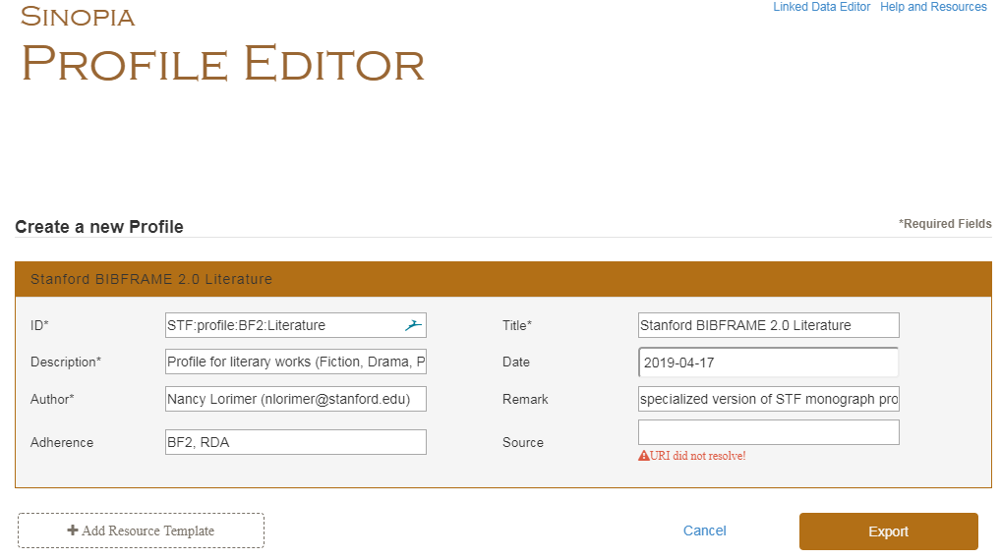 Linked Data Editor Help and Resources
SINOPIA
PROFILE EDITOR
Create a new Profile
*Required Fields
Stanford BIBFRAME 2.0 Literature
ID* STF:profile:BF2:Literature Title* Stanford BIBFRAME 2.0 Literature
Description* Profile for literary works (Fiction, Drama, P Date 2019-04-17
Author* Nancy Lorimer (nlorimer@stanford.edu) Remark specialized version of STF monograph pro
Adherence BF2, RDA Source
URI did not resolve!
Add Resource Template Cancel Export